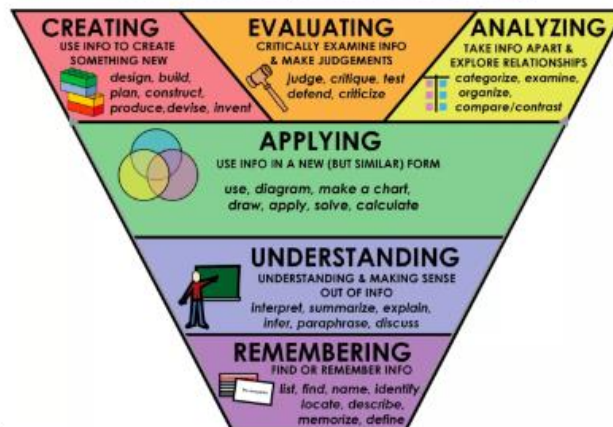 CREATING
USE INFO TO CREATE
SOMETHING NEW
design, build,
plan, construct,
produce,devise, invent
EVALUATING
CRITICALLY EXAMINE INFO
& MAKE JUDGEMENTS
judge, critique, test
defend, criticize
ANALYZING
TAKE INFO APART &
EXPLORE RELATIONSHIPS
categorize, examine,
organize,
compare/contrast
APPLYING
USE INFO IN A NEW (BUT SIMILAR) FORM
use, diagram, make a chart,
draw, apply, solve, calculate
UNDERSTANDING
UNDERSTANDING & MAKING SENSE
OUT OF INFO
interpret, summarize, explain,
infer, paraphrase, discuss
REMEMBERING
FIND OR REMEMBER INFO
list, find, name, identify
locate, describe,
memorize, define